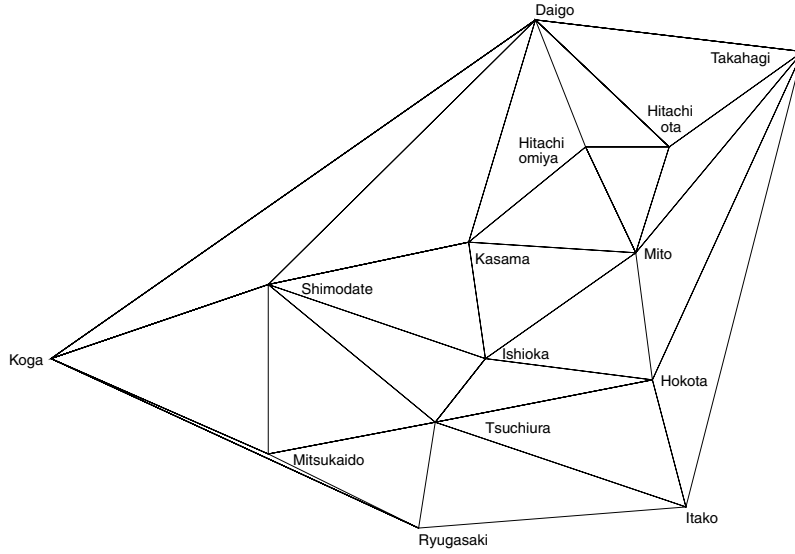 Daigo
Takahagi
Hitachi
ota
Hitachi
omiya
Kasama
Mito
Shimodate
Koga
Ishioka
Hokota
Tsuchiura
Mitsukaido
Itako
Ryugasaki